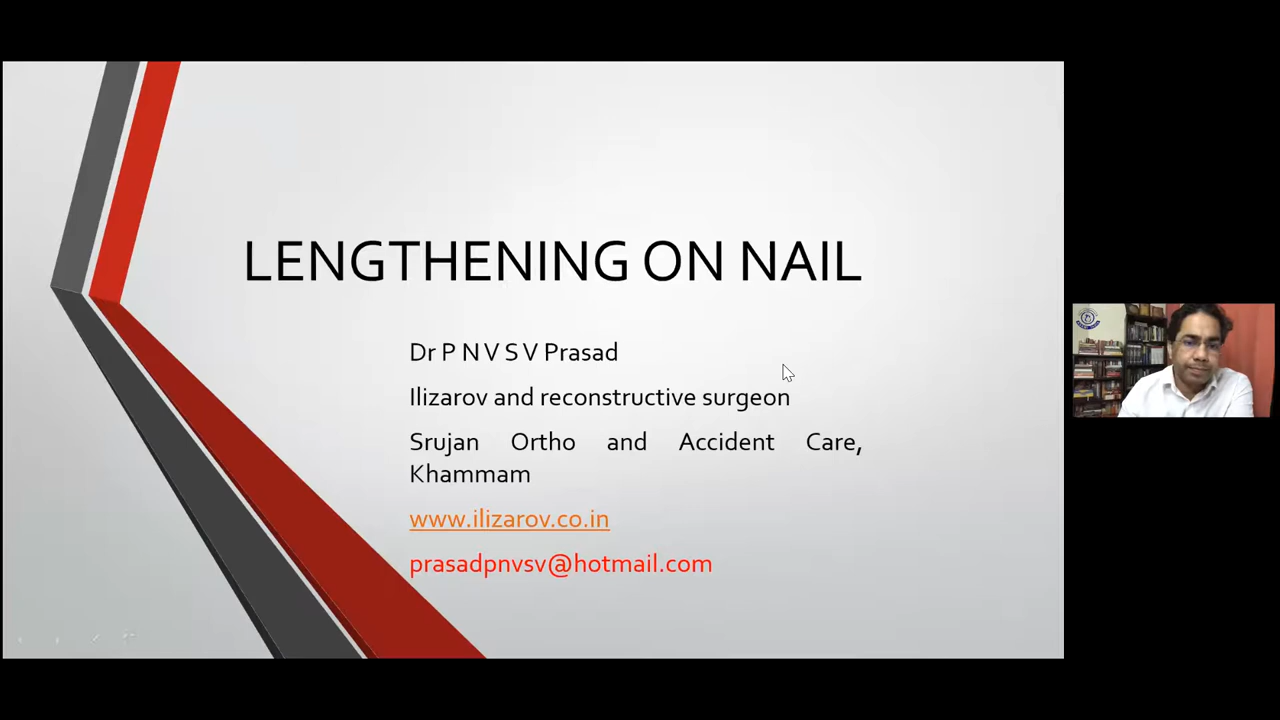 LENGTHENING ON NAIL
Dr P N V S V Prasad
Ilizarov and reconstructive surgeon
Srujan Ortho and Accident Care,
Khammam
www.ilizarov.co.in
prasadpnvsv@hotmail.com